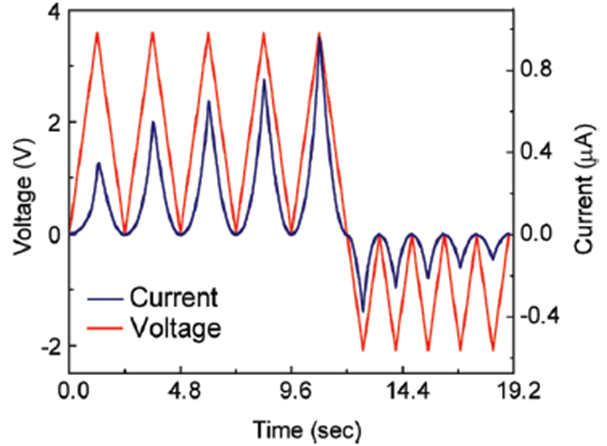 4
2
0
-2
Voltage (V)
0.8
0.4
0.0
-0.4
Current (μA)
Current
Voltage
0.0 4.8 9.6 14.4 19.2
Time (sec)